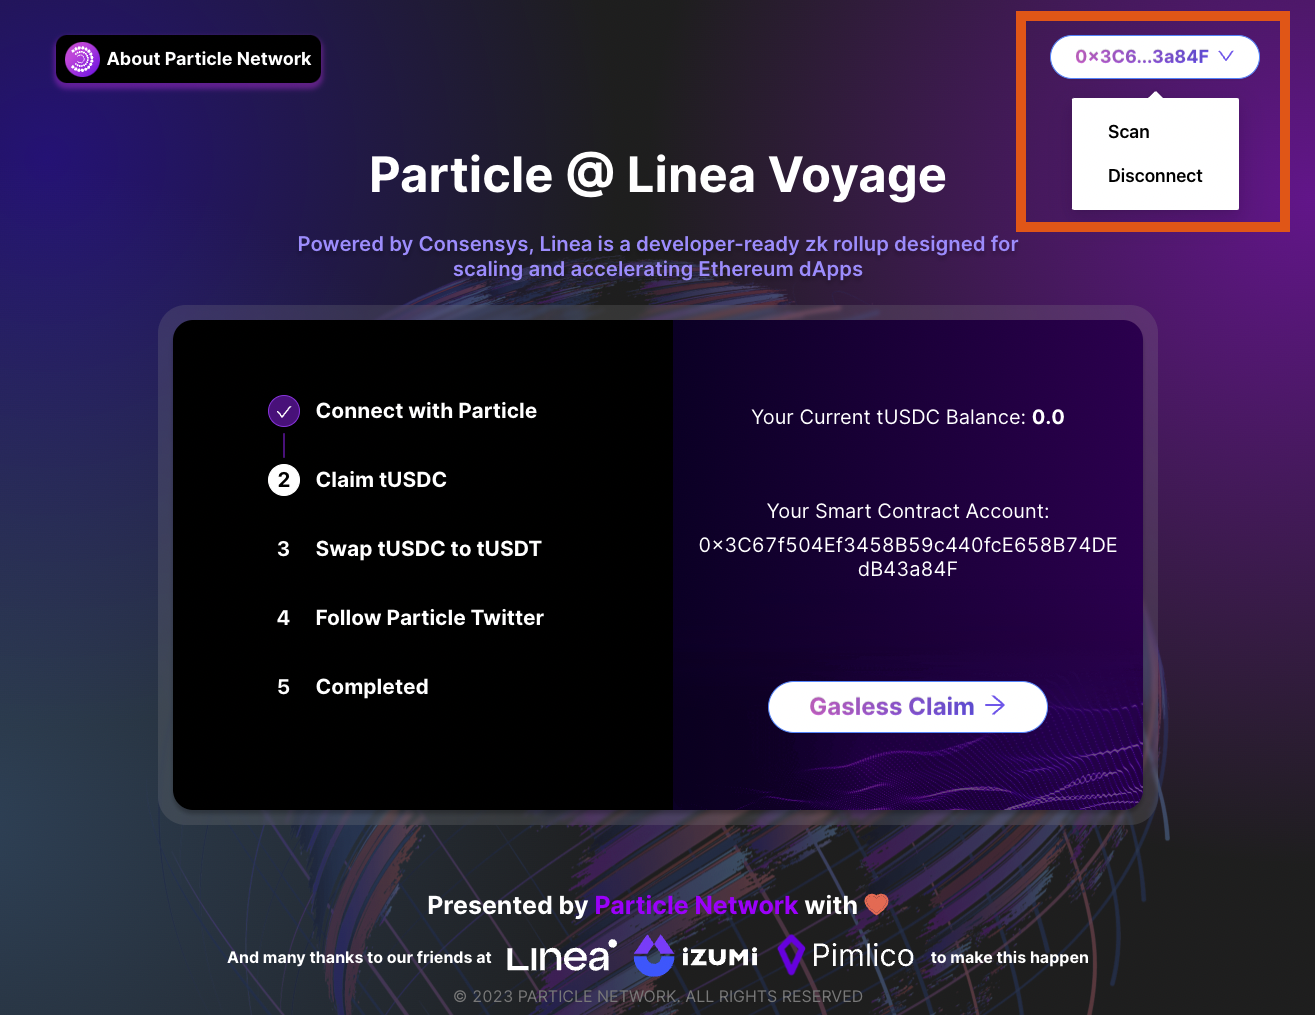 About Particle Network
0x3C6...3a84F
Scan
Disconnect
Particle @ Linea Voyage
Powered by Consensys, Linea is a developer-ready zk rollup designed for
scaling and accelerating Ethereum dApps
Connect with Particle
2 Claim tUSDC
3 Swap tUSDC to tUSDT
4 Follow Particle Twitter
5 Completed
Your Current tUSDC Balance: 0.0
Your Smart Contract Account:
0x3C67f504Ef3458B59c440fcE658B74DE
dB43a84F
Gasless Claim →
Presented by Particle Network with ❤
And many thanks to our friends at Linea iZUMi Pimlico to make this happen
© 2023 PARTICLE NETWORK. ALL RIGHTS RESERVED